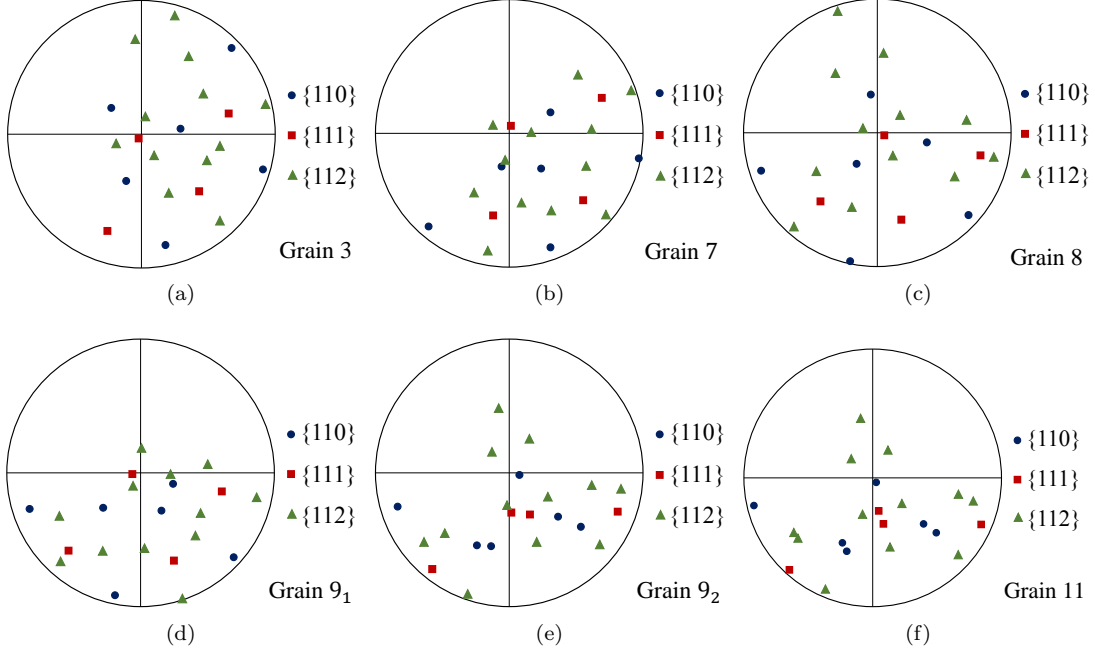 {110}
{111}
{112}
Grain 3
(a)
{110}
{111}
{112}
Grain 7
(b)
{110}
{111}
{112}
Grain 8
(c)
{110}
{111}
{112}
Grain 9₁
(d)
{110}
{111}
{112}
Grain 9₂
(e)
{110}
{111}
{112}
Grain 11
(f)